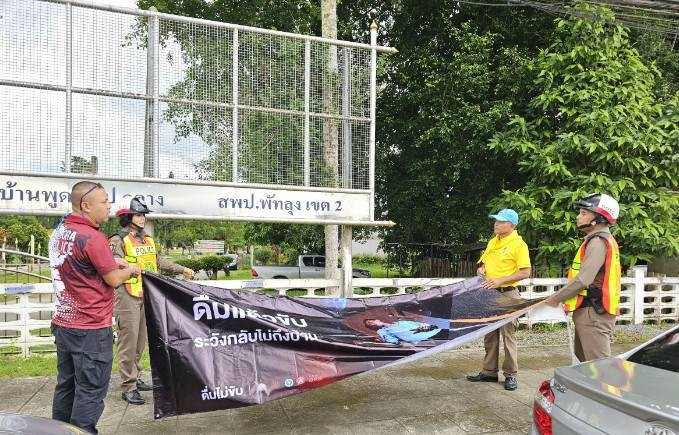 บ้านพูด
สพป.พัทลุง เขต 2
POLICE
POLICE
ดื่มแล้วขับ
ระวังกลับไม่ถึงบ้าน
ดื่มไม่ขับ